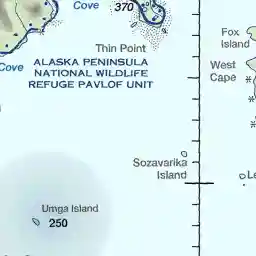 Cove
370
Fox
Island
Thin Point
West
Cape
Cove
ALASKA PENINSULA
NATIONAL WILDLIFE
REFUGE PAVLOF UNIT
Sozavarika
Island
Umga Island
250